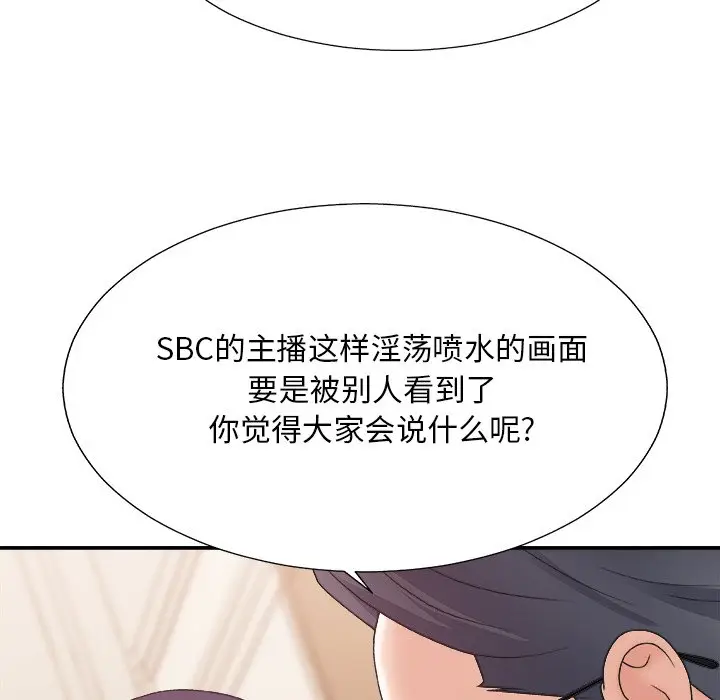 SBC的主播这样淫荡喷水的画面
要是被别人看到了
你觉得大家会说什么呢?